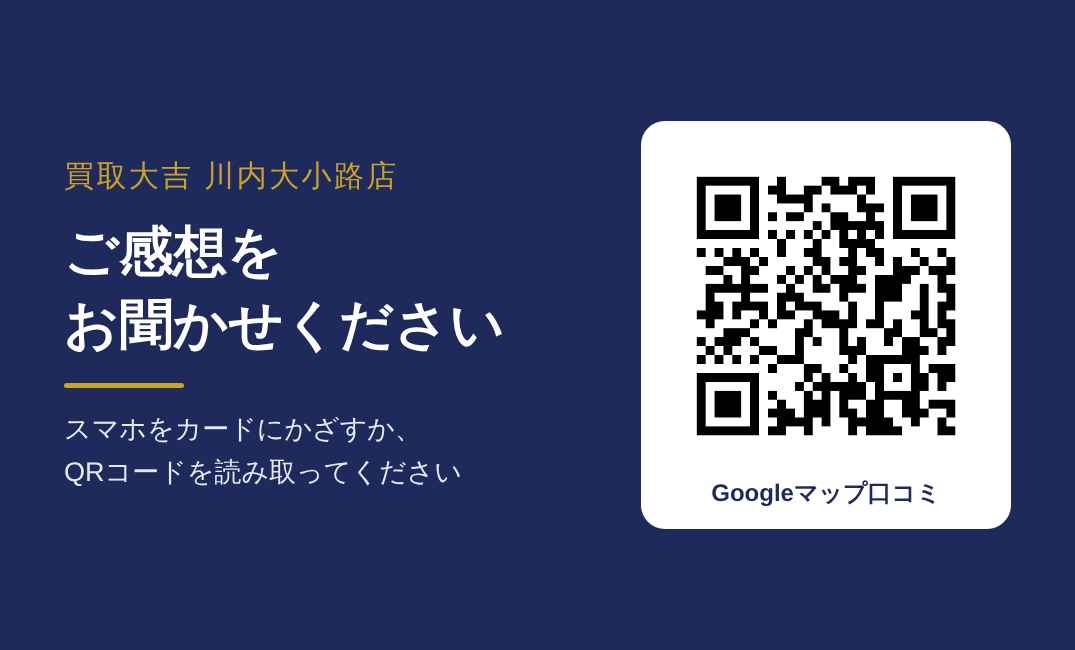 買取大吉 川内大小路店
ご感想を
お聞かせください
スマホをカードにかざすか、
QRコードを読み取ってください
Googleマップ口コミ